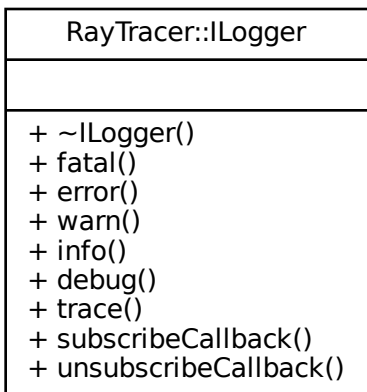 RayTracer::ILogger
+ ~ILogger()
+ fatal()
+ error()
+ warn()
+ info()
+ debug()
+ trace()
+ subscribeCallback()
+ unsubscribeCallback()